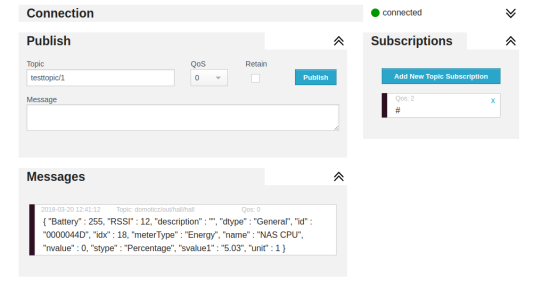 Connection
connected
Publish
Subscriptions
Topic
QoS
Retain
testtopic/1
0
Publish
Add New Topic Subscription
Message
Qos: 2
x
#
Messages
2018-03-20 12:41:12 Topic: domoticz/out/hall/hall Qos: 0
{ "Battery" : 255, "RSSI" : 12, "description" : "", "dtype" : "General", "id" :
"0000044D", "idx" : 18, "meterType" : "Energy", "name" : "NAS CPU",
"nvalue" : 0, "stype" : "Percentage", "svalue1" : "5.03", "unit" : 1 }